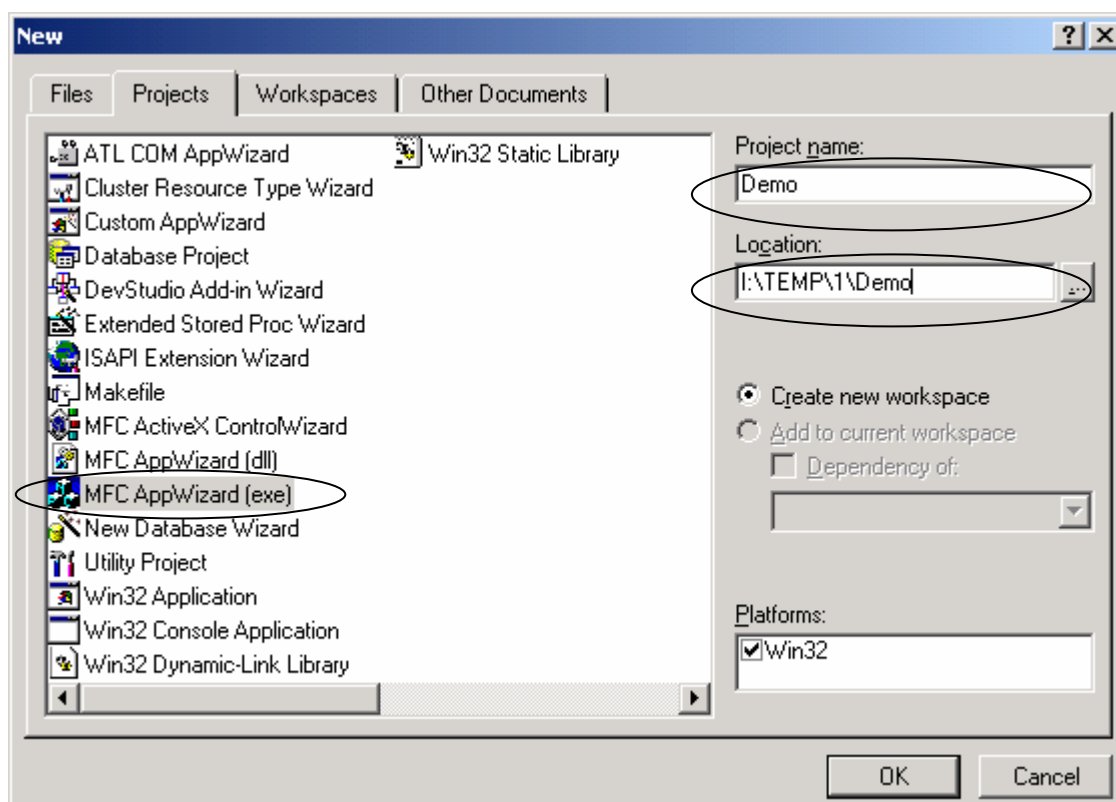 New
Files Projects Workspaces Other Documents
ATL COM AppWizard
Cluster Resource Type Wizard
Custom AppWizard
Database Project
DevStudio Add-in Wizard
Extended Stored Proc Wizard
ISAPI Extension Wizard
Makefile
MFC ActiveX ControlWizard
MFC AppWizard (dll)
MFC AppWizard (exe)
New Database Wizard
Utility Project
Win32 Application
Win32 Console Application
Win32 Dynamic-Link Library
Win32 Static Library
Project name:
Demo
Location:
I:\TEMP\1\Demo
...
Create new workspace
Add to current workspace
Dependency of:
Platforms:
Win32
OK Cancel